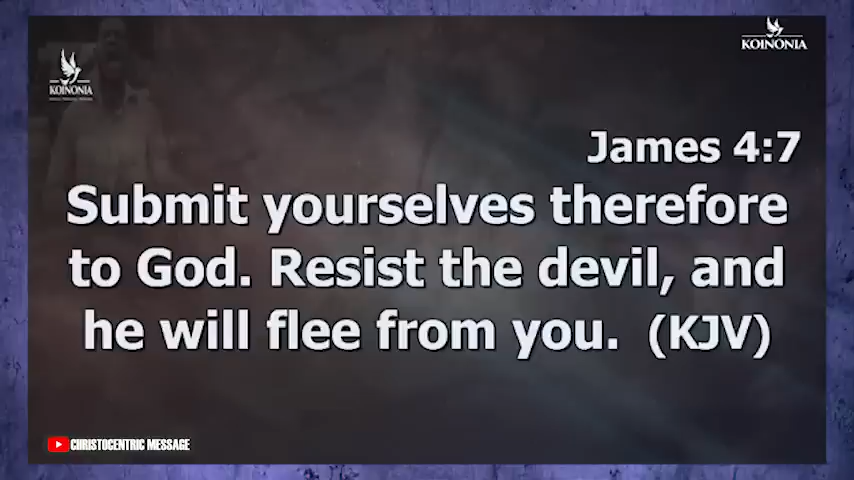 KOINONIA
KOINONIA
James 4:7
Submit yourselves therefore
to God. Resist the devil, and
he will flee from you. (KJV)
CHRISTOCENTRIC MESSAGE